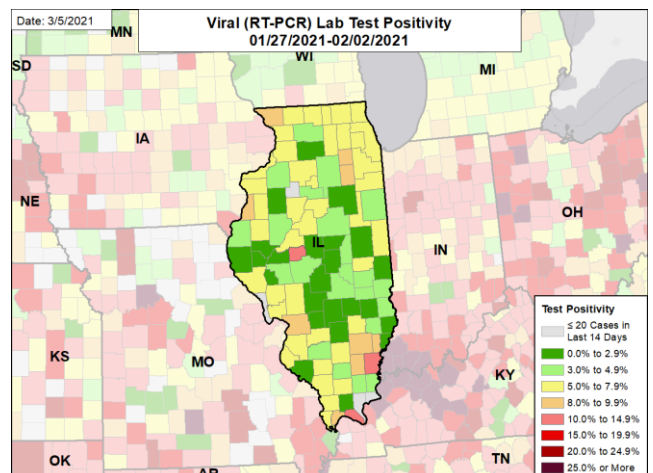 Date: 3/5/2021
Viral (RT-PCR) Lab Test Positivity
01/27/2021-02/02/2021
MN
SD
WI
MI
IA
NE
OH
IL
IN
KS
MO
KY
OK
AR
TN
Test Positivity
≤ 20 Cases in
Last 14 Days
0.0% to 2.9%
3.0% to 4.9%
5.0% to 7.9%
8.0% to 9.9%
10.0% to 14.9%
15.0% to 19.9%
20.0% to 24.9%
25.0% or More